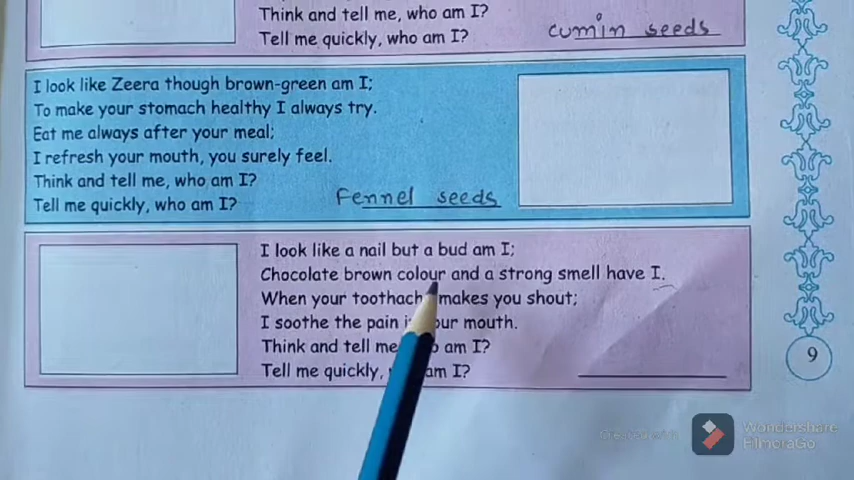 Think and tell me, who am I?
Tell me quickly, who am I?
cumin seeds
I look like Zeera though brown-green am I;
To make your stomach healthy I always try.
Eat me always after your meal;
I refresh your mouth, you surely feel.
Think and tell me, who am I?
Tell me quickly, who am I?
Fennel seeds
I look like a nail but a bud am I;
Chocolate brown colour and a strong smell have I.
When your toothach makes you shout;
I soothe the pain i our mouth.
Think and tell me o am I?
Tell me quickly, am I?
9
Created with
Wondershare
FilmoraGo